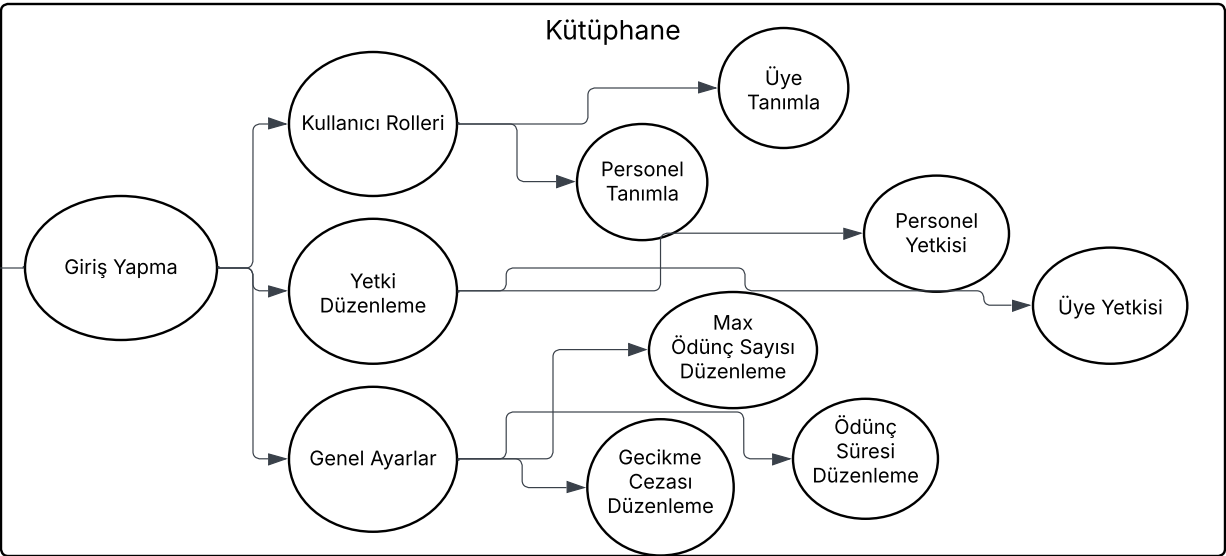 Kütüphane
Üye
Tanımla
Kullanıcı Rolleri
Personel
Tanımla
Personel
Yetkisi
Giriş Yapma
Yetki
Düzenleme
Üye Yetkisi
Max
Ödünç Sayısı
Düzenleme
Genel Ayarlar
Gecikme
Cezası
Düzenleme
Ödünç
Süresi
Düzenleme